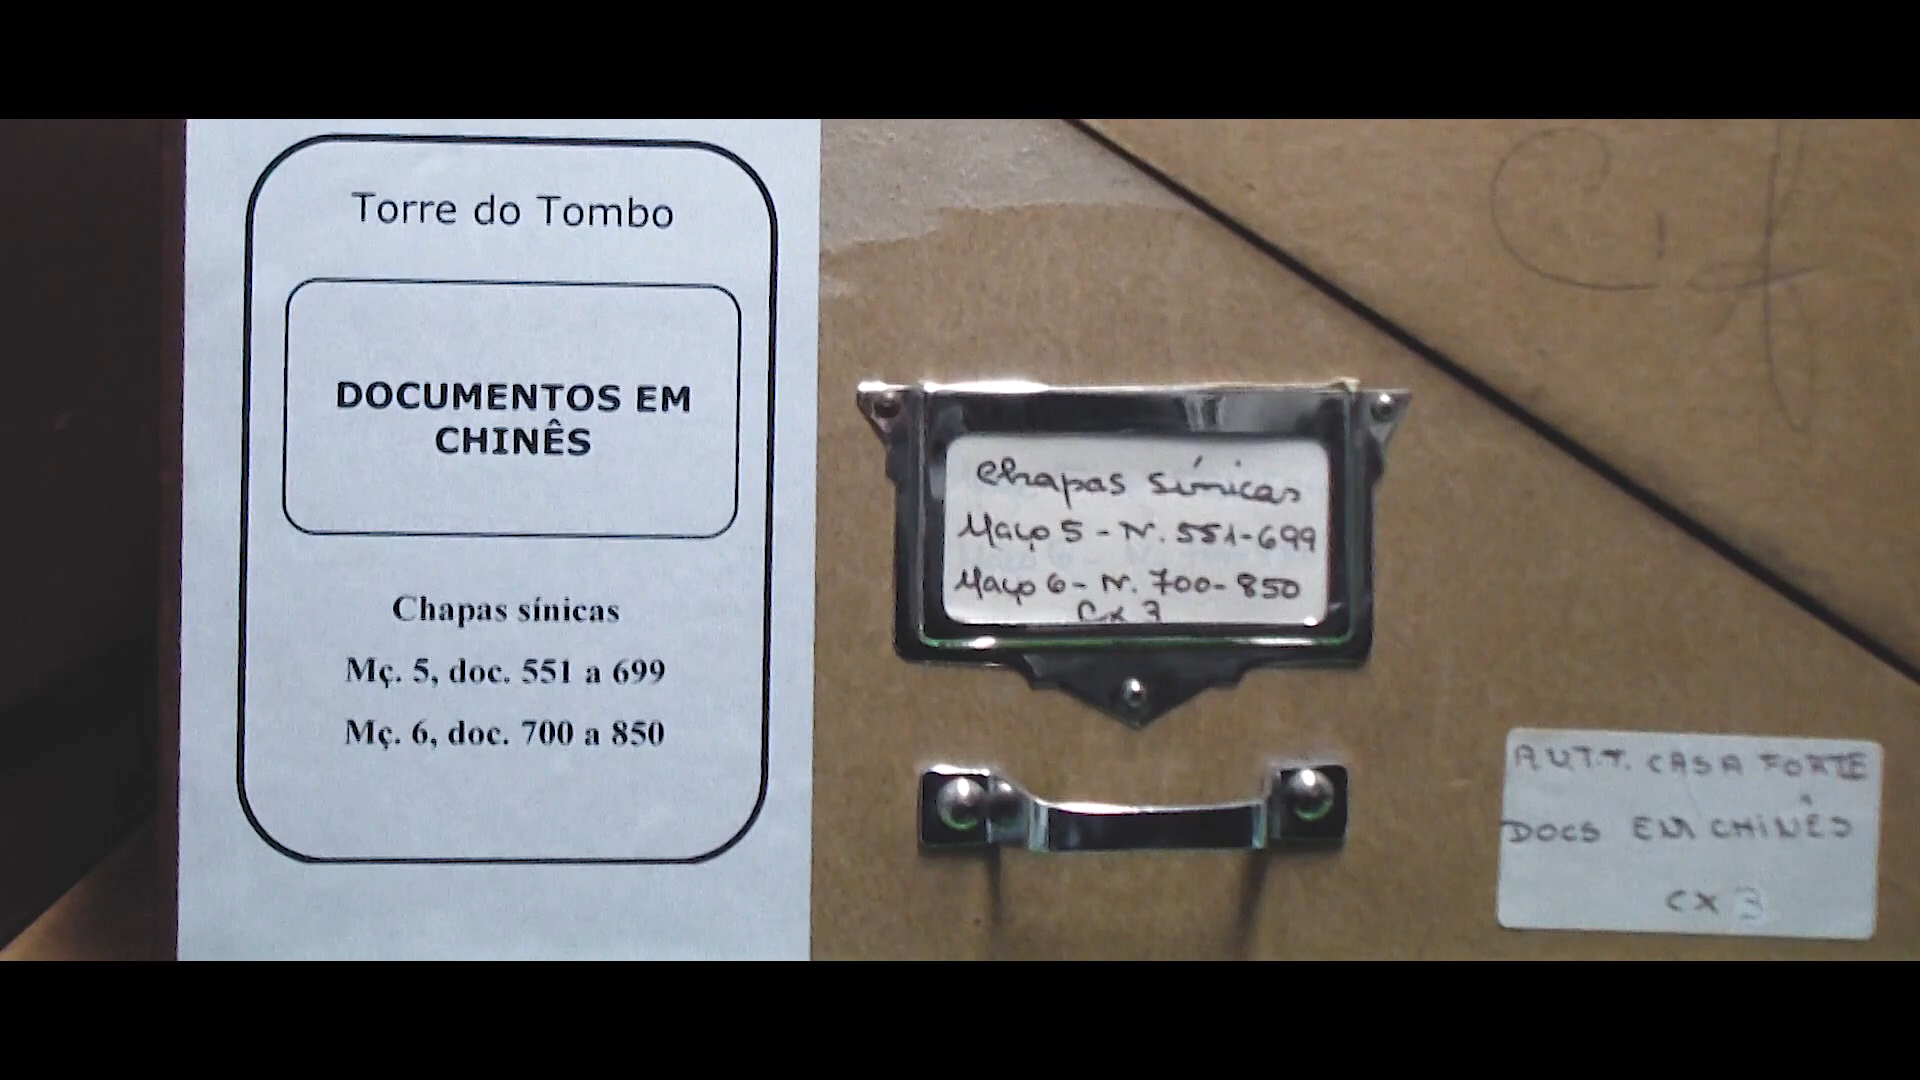 Torre do Tombo
DOCUMENTOS EM
CHINÊS
Chapas sínicas
Mç. 5, doc. 551 a 699
Mç. 6, doc. 700 a 850
Chapas sínicas
Maço 5 - N. 551-699
Maço 6 - N. 700-850
Cx 3
CASA FORTE
DOCS EM CHINÊS
CX 3